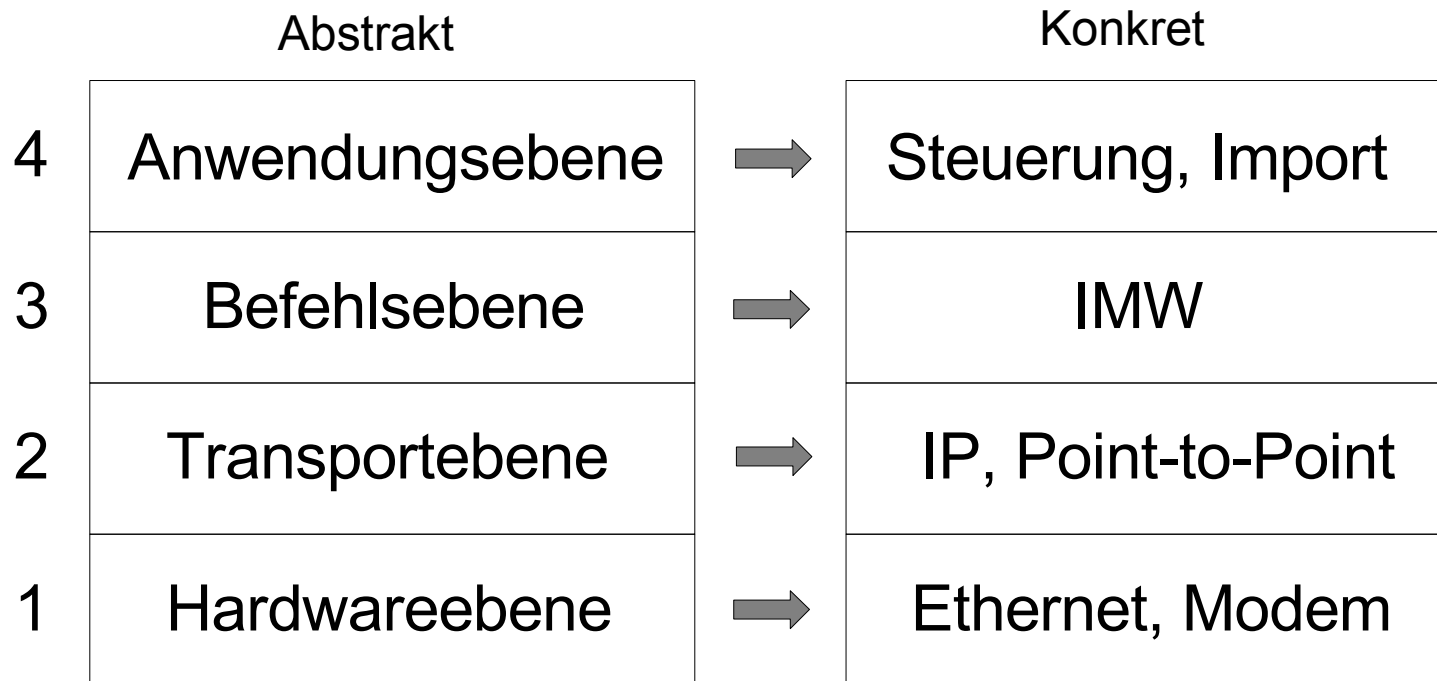 Abstrakt Konkret
4 Anwendungsebene Steuerung, Import
3 Befehlsebene IMW
2 Transportebene IP, Point-to-Point
1 Hardwareebene Ethernet, Modem